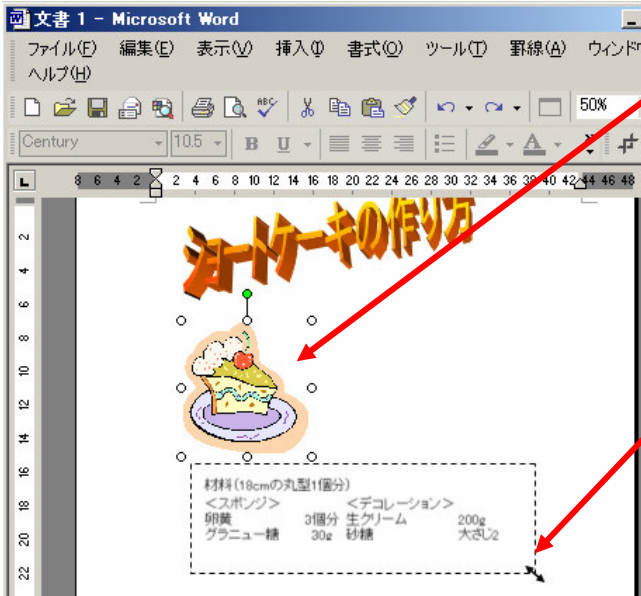 文書 1 - Microsoft Word
ファイル(F) 編集(E) 表示(V) 挿入(I) 書式(O) ツール(T) 罫線(A) ウィンドウ
ヘルプ(H)
ABC 50%
Century 10.5 B U A
L 8 6 4 2 2 4 6 8 10 12 14 16 18 20 22 24 26 28 30 32 34 36 38 40 42 44 46 48
ショートケーキの作り方
2
4
6
8
10
12
14
16
18
20
22
材料(18cmの丸型1個分)
<スポンジ> <デコレーション>
卵黄 3個分 生クリーム 200g
グラニュー糖 30g 砂糖 大さじ2